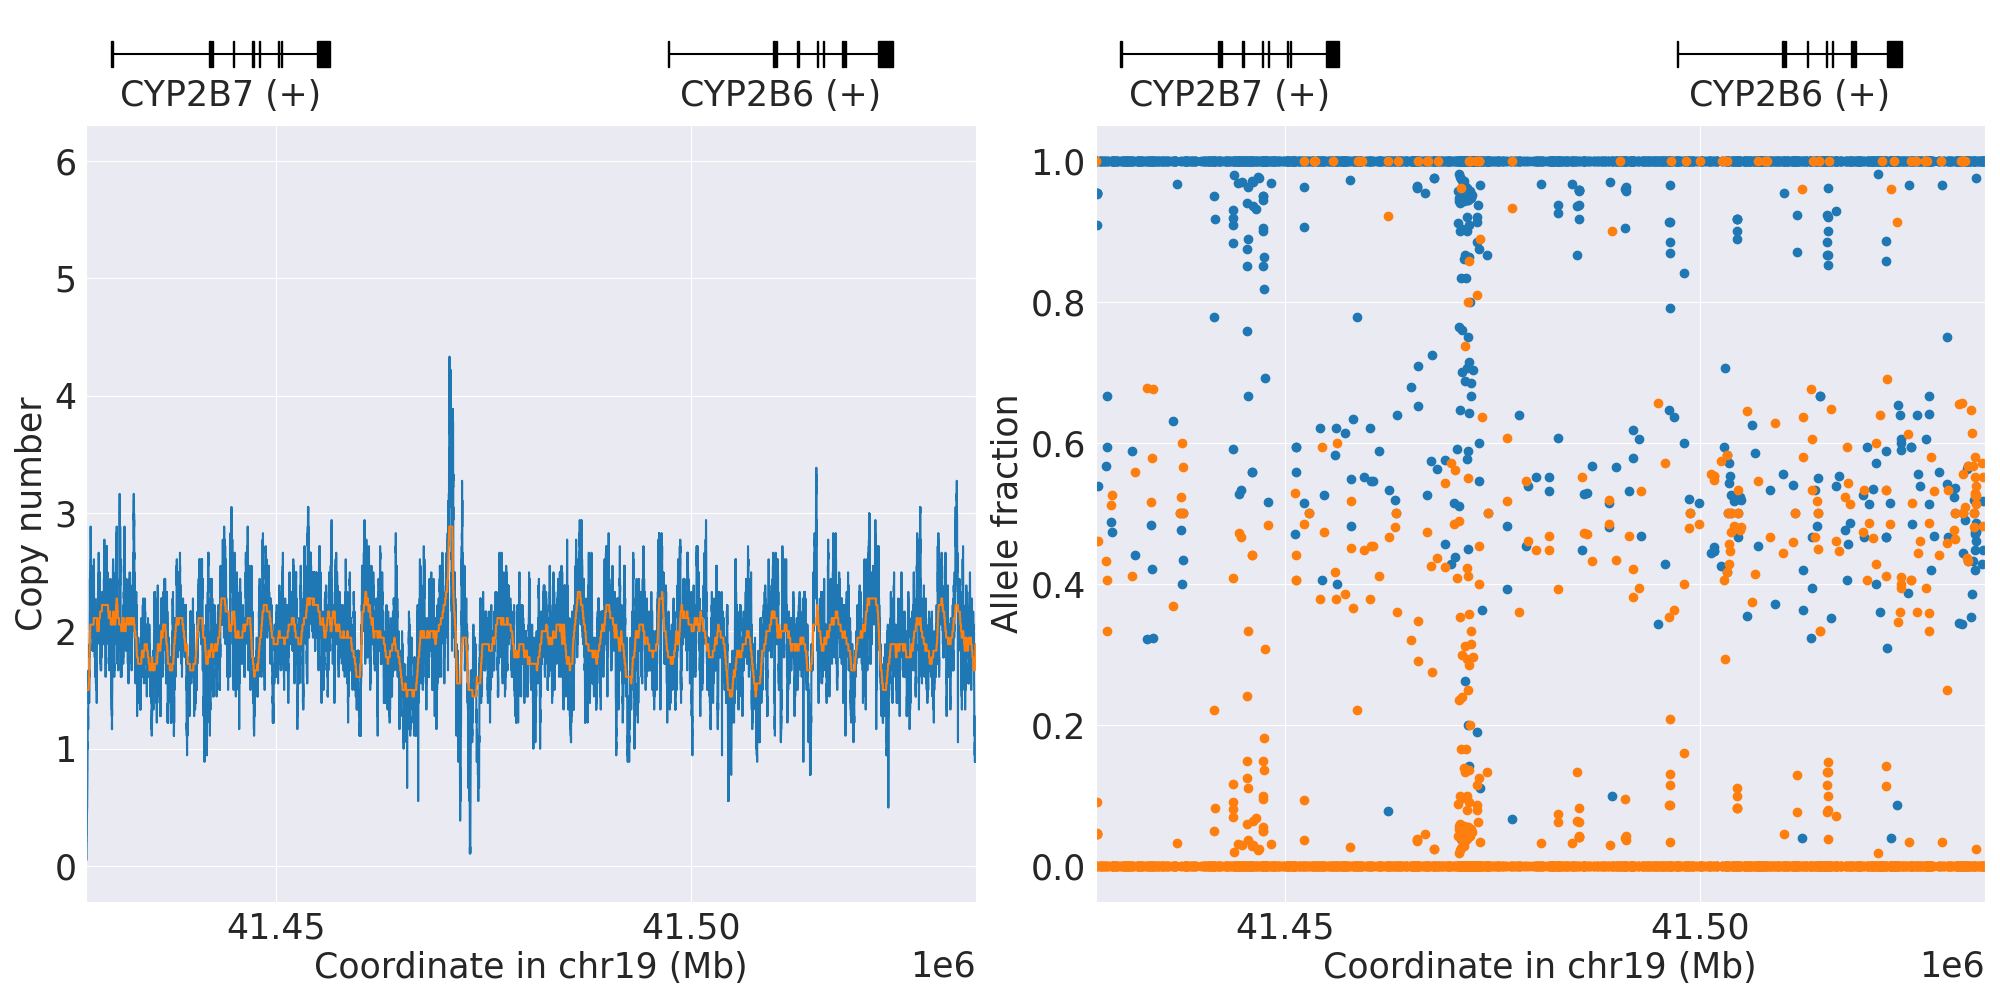 CYP2B7 (+)
CYP2B6 (+)
CYP2B7 (+)
CYP2B6 (+)
Copy number
6
5
4
3
2
1
0
41.45
41.50
Coordinate in chr19 (Mb)
1e6
Allele fraction
1.0
0.8
0.6
0.4
0.2
0.0
41.45
41.50
Coordinate in chr19 (Mb)
1e6